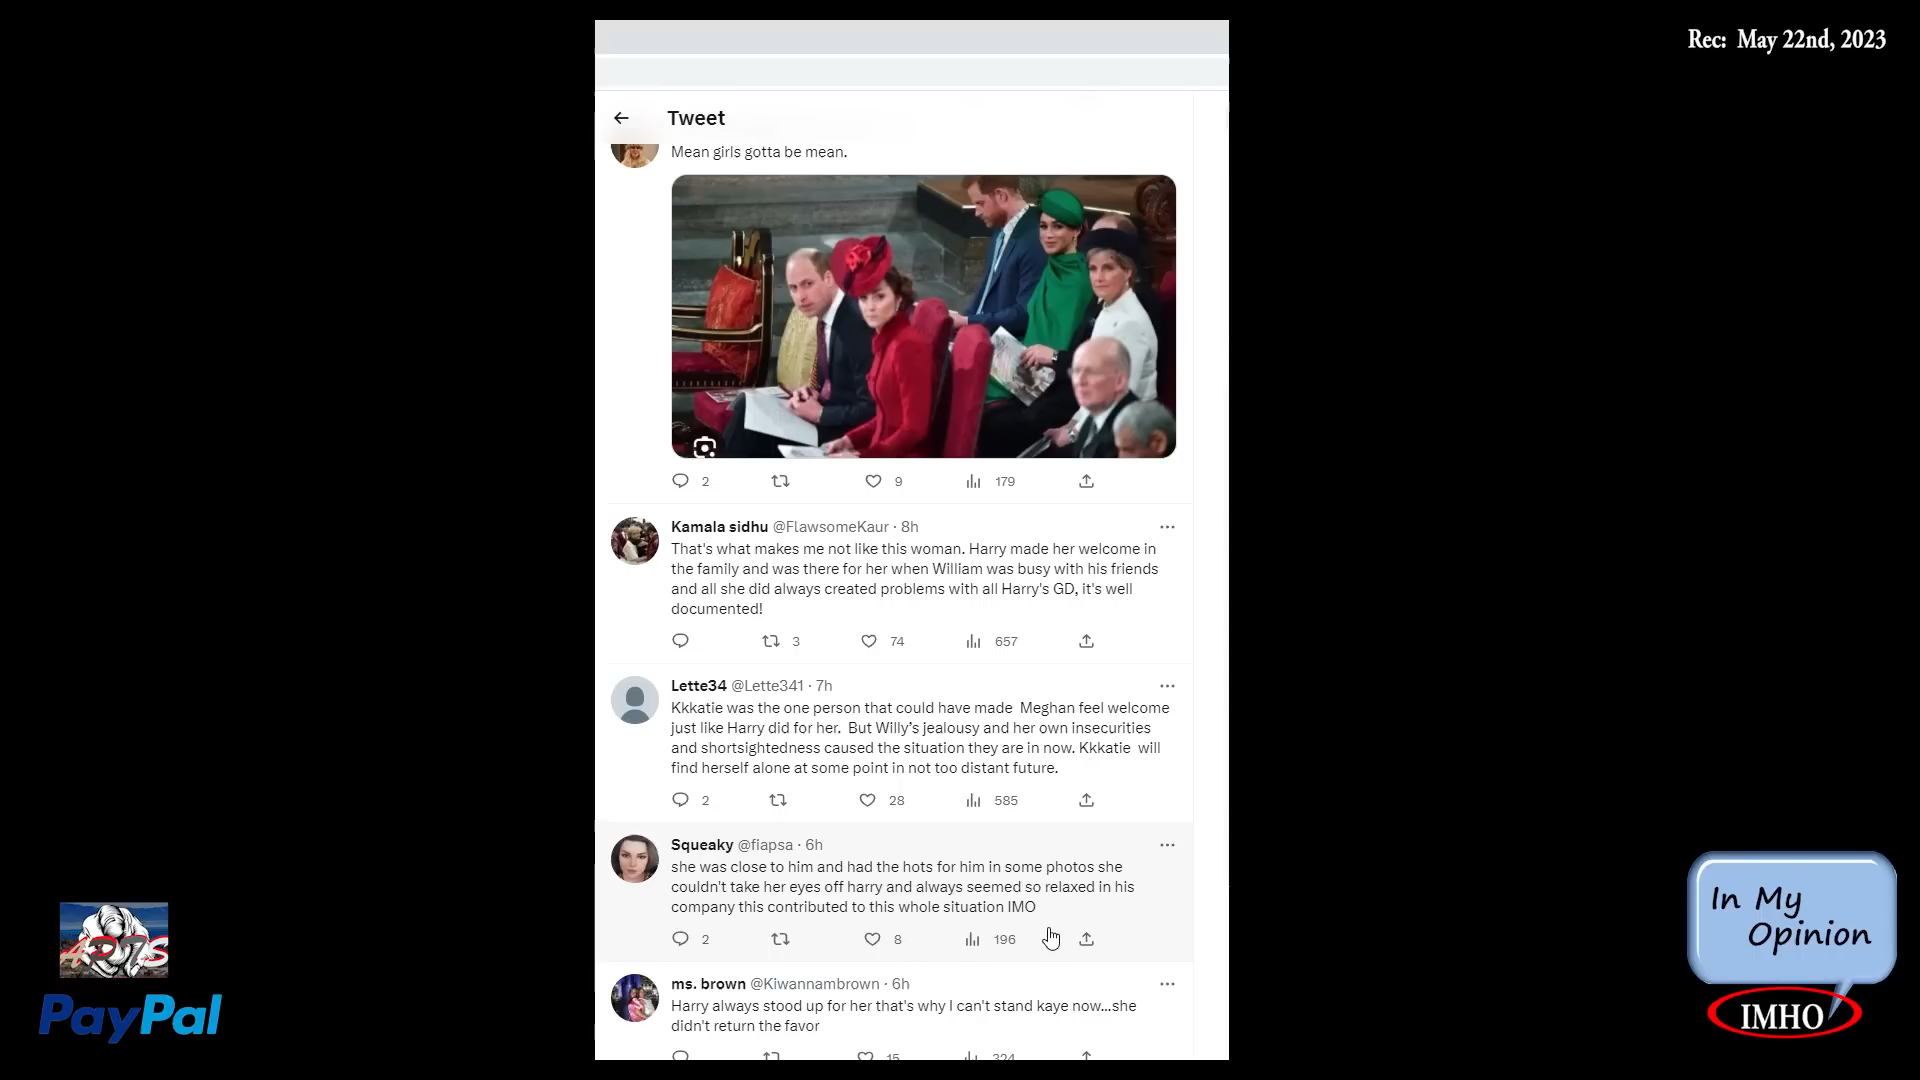 Rec: May 22nd, 2023
Tweet
Mean girls gotta be mean.
2
9
179
Kamala sidhu @FlawsomeKaur · 8h
That's what makes me not like this woman. Harry made her welcome in
the family and was there for her when William was busy with his friends
and all she did always created problems with all Harry's GD, it's well
documented!
3
74
657
Lette34 @Lette341 · 7h
Kkkatie was the one person that could have made Meghan feel welcome
just like Harry did for her. But Willy's jealousy and her own insecurities
and shortsightedness caused the situation they are in now. Kkkatie will
find herself alone at some point in not too distant future.
2
28
585
Squeaky @fiapsa · 6h
she was close to him and had the hots for him in some photos she
couldn't take her eyes off harry and always seemed so relaxed in his
company this contributed to this whole situation IMO
2
8
196
ms. brown @Kiwannambrown · 6h
Harry always stood up for her that's why I can't stand kaye now...she
didn't return the favor
15
324
PayPal
In My
Opinion
IMHO